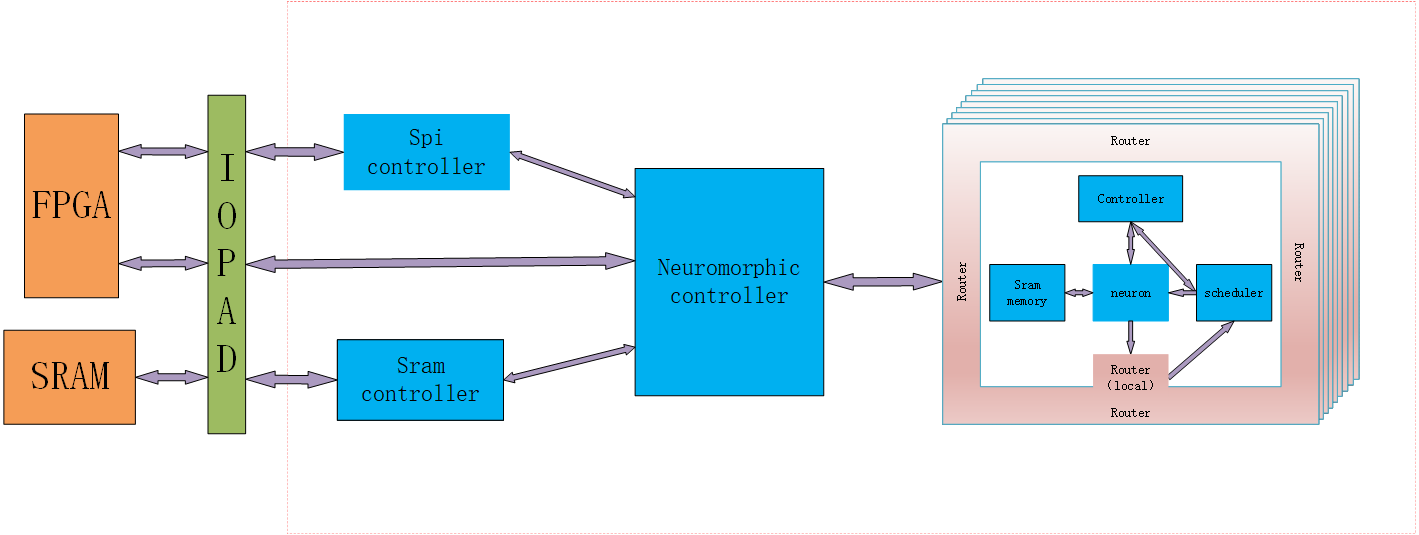 FPGA
SRAM
I
O
P
A
D
Spi
controller
Sram
controller
Neuromorphic
controller
Router
Router
Controller
Sram
memory
neuron
scheduler
Router
Router
(local)
Router